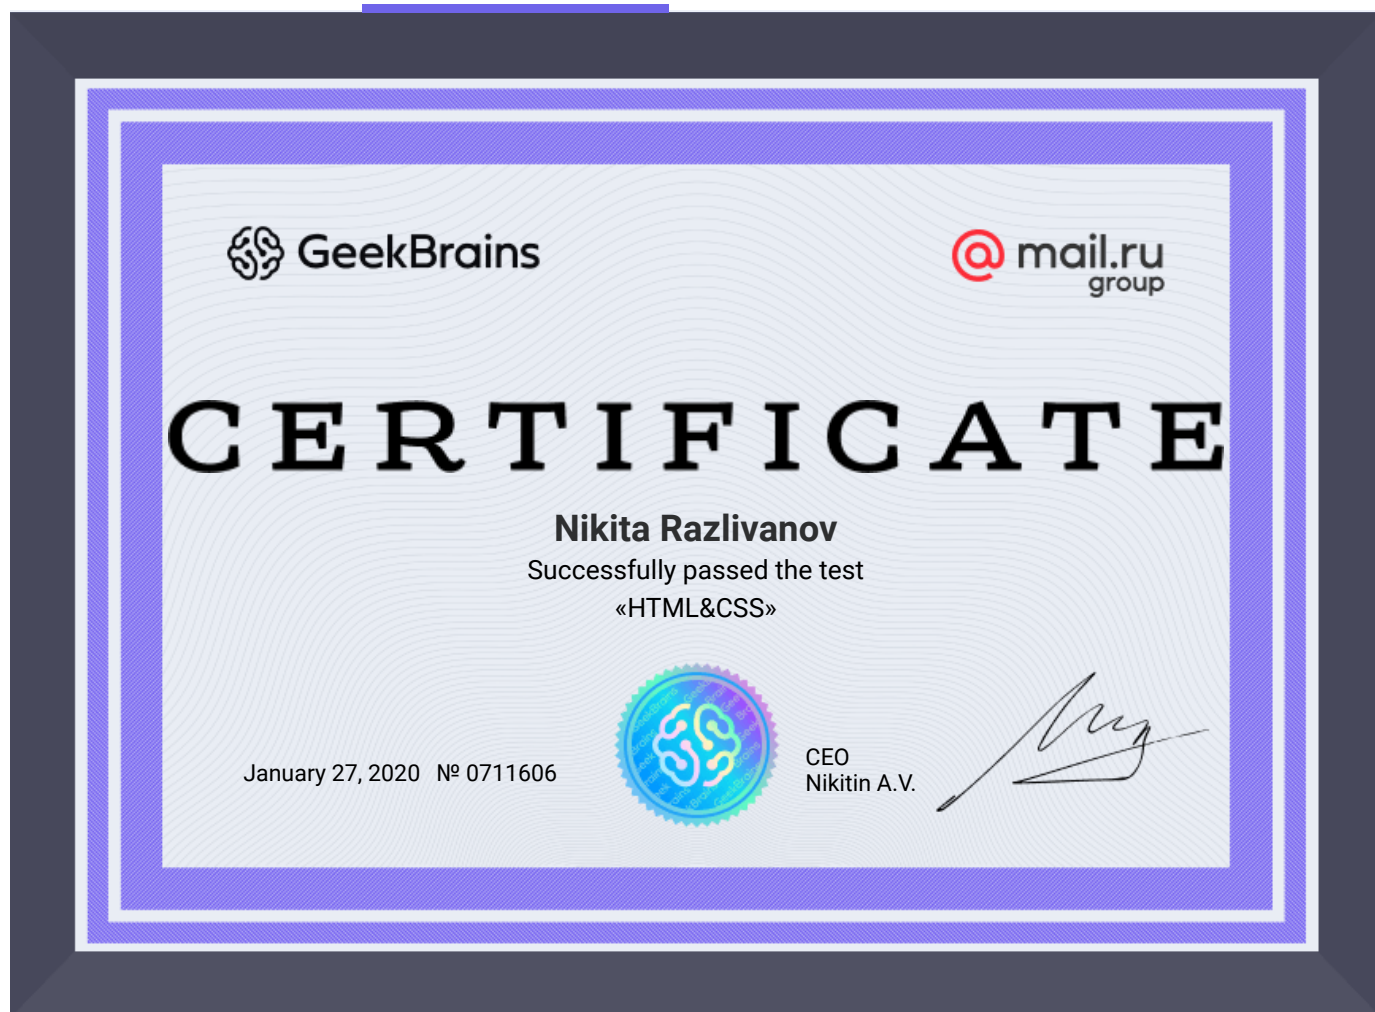 GeekBrains
@ mail.ru
group
CERTIFICATE
Nikita Razlivanov
Successfully passed the test
«HTML&CSS»
January 27, 2020 № 0711606
CEO
Nikitin A.V.